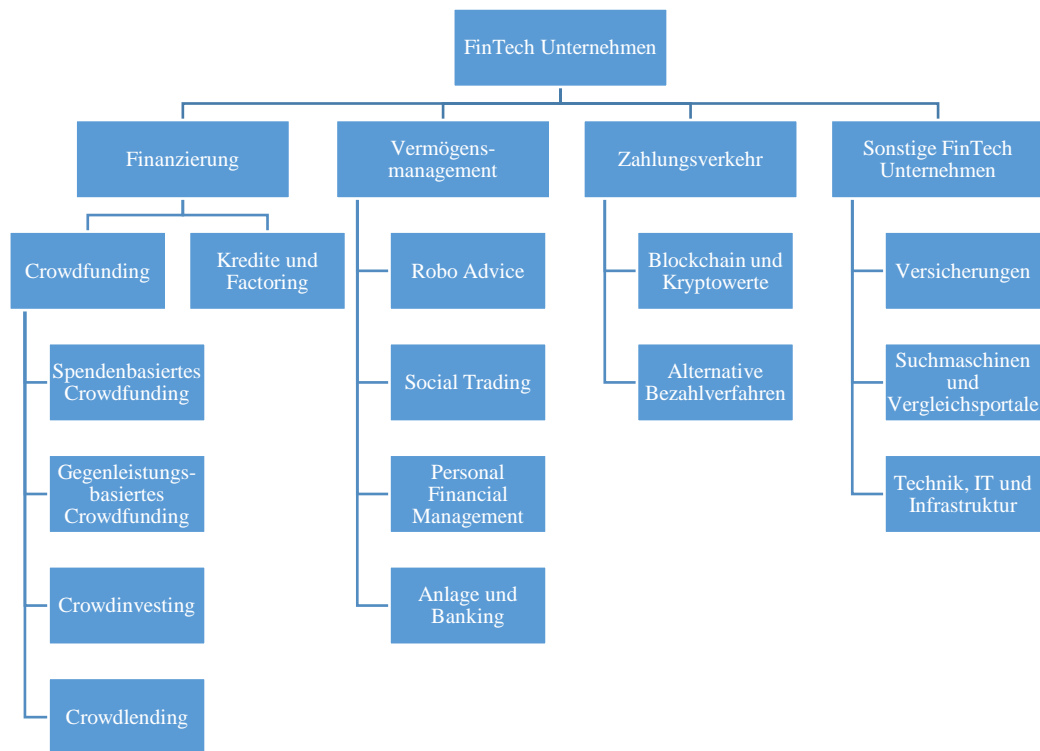 FinTech Unternehmen
Finanzierung
Vermögens-
management
Zahlungsverkehr
Sonstige FinTech
Unternehmen
Crowdfunding
Kredite und
Factoring
Robo Advice
Blockchain und
Kryptowerte
Versicherungen
Spendenbasiertes
Crowdfunding
Social Trading
Alternative
Bezahlverfahren
Suchmaschinen
und
Vergleichsportale
Gegenleistungs-
basiertes
Crowdfunding
Personal
Financial
Management
Technik, IT und
Infrastruktur
Crowdinvesting
Anlage und
Banking
Crowdlending